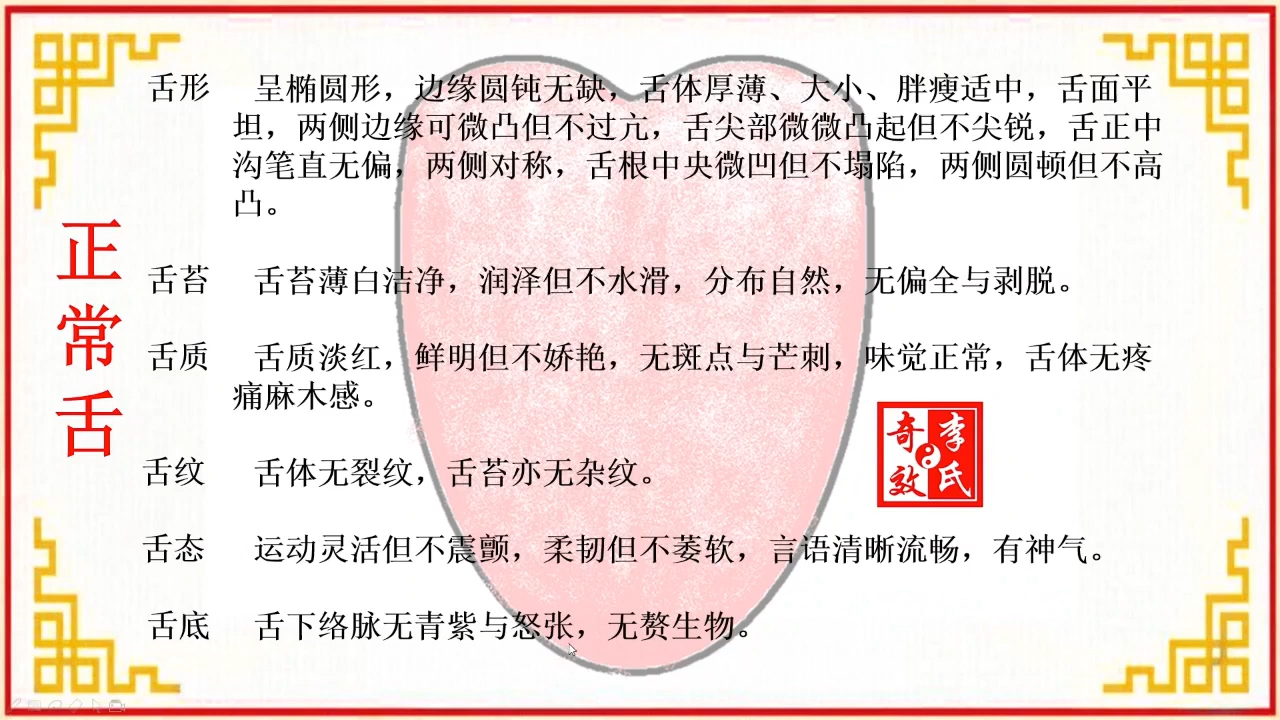 正常舌
舌形 呈椭圆形，边缘圆钝无缺，舌体厚薄、大小、胖瘦适中，舌面平
坦，两侧边缘可微凸但不过亢，舌尖部微微凸起但不尖锐，舌正中
沟笔直无偏，两侧对称，舌根中央微凹但不塌陷，两侧圆顿但不高
凸。
舌苔 舌苔薄白洁净，润泽但不水滑，分布自然，无偏全与剥脱。
舌质 舌质淡红，鲜明但不娇艳，无斑点与芒刺，味觉正常，舌体无疼
痛麻木感。
舌纹 舌体无裂纹，舌苔亦无杂纹。
舌态 运动灵活但不震颤，柔韧但不萎软，言语清晰流畅，有神气。
舌底 舌下络脉无青紫与怒张，无赘生物。
李氏
奇效